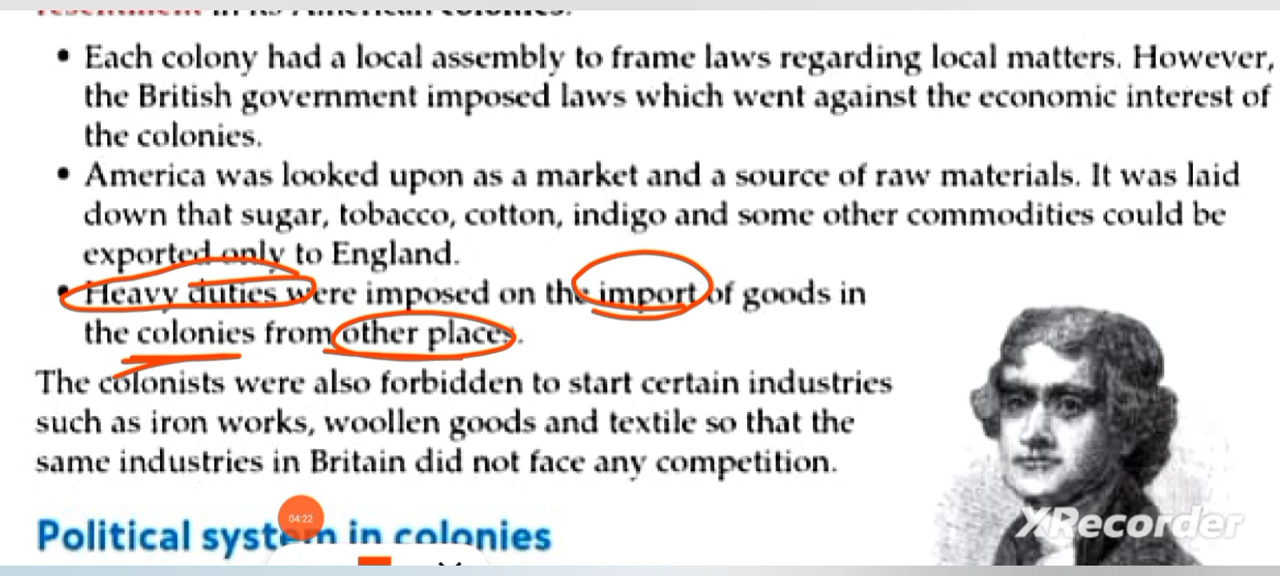 resentment in its American colonies.
• Each colony had a local assembly to frame laws regarding local matters. However,
the British government imposed laws which went against the economic interest of
the colonies.
• America was looked upon as a market and a source of raw materials. It was laid
down that sugar, tobacco, cotton, indigo and some other commodities could be
exported only to England.
• Heavy duties were imposed on the import of goods in
the colonies from other places.
The colonists were also forbidden to start certain industries
such as iron works, woollen goods and textile so that the
same industries in Britain did not face any competition.
04:22
Political system in colonies
XRecorder